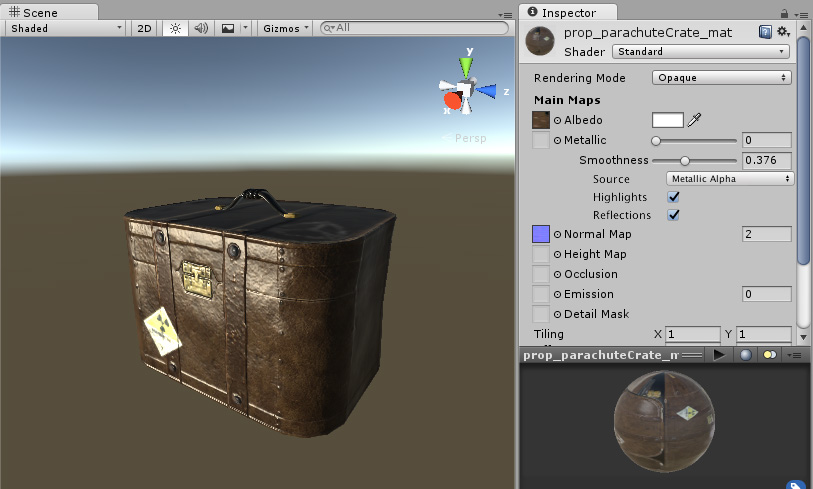 Scene
Shaded
2D
Gizmos
All
y
z
x
Persp
Inspector
prop_parachuteCrate_mat
Shader Standard
Rendering Mode Opaque
Main Maps
Albedo
Metallic 0
Smoothness 0.376
Source Metallic Alpha
Highlights
Reflections
Normal Map 2
Height Map
Occlusion
Emission 0
Detail Mask
Tiling X 1 Y 1
prop_parachuteCrate_m